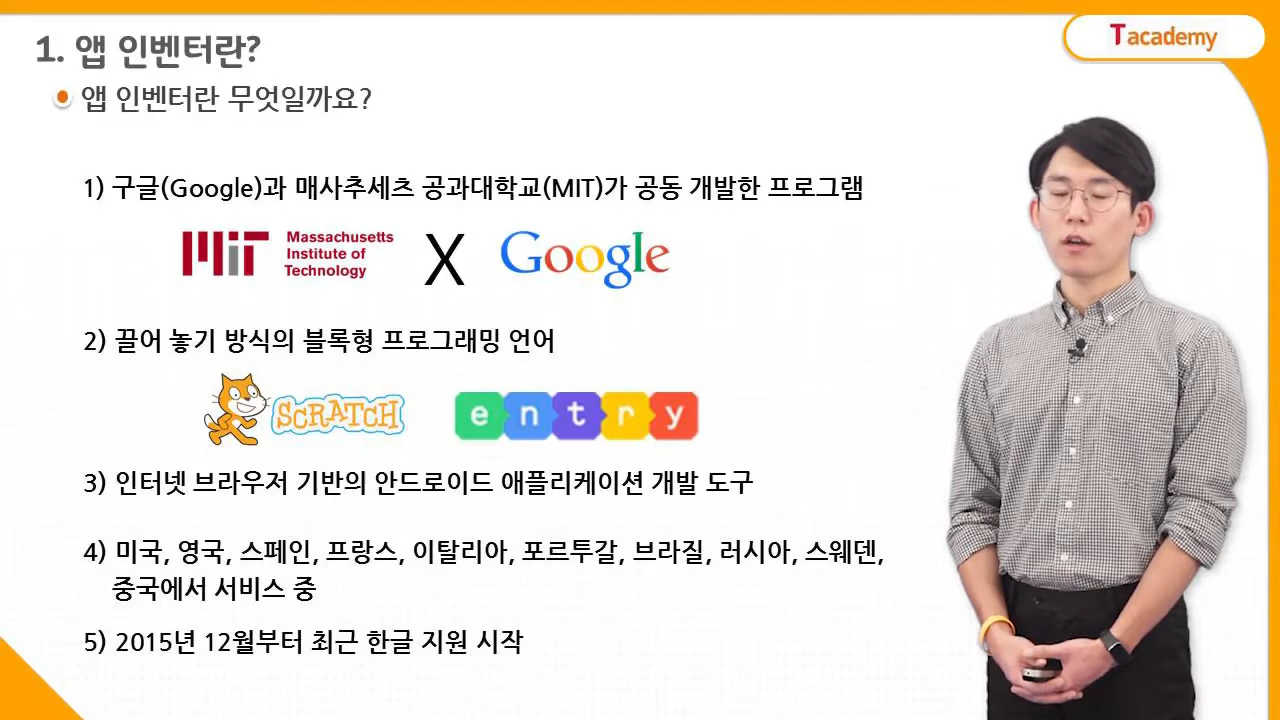 1. 앱 인벤터란?
Tacademy
앱 인벤터란 무엇일까요?
1) 구글(Google)과 매사추세츠 공과대학교(MIT)가 공동 개발한 프로그램
MIT
Massachusetts
Institute of
Technology
X
Google
2) 끌어 놓기 방식의 블록형 프로그래밍 언어
SCRATCH
entry
3) 인터넷 브라우저 기반의 안드로이드 애플리케이션 개발 도구
4) 미국, 영국, 스페인, 프랑스, 이탈리아, 포르투갈, 브라질, 러시아, 스웨덴,
중국에서 서비스 중
5) 2015년 12월부터 최근 한글 지원 시작